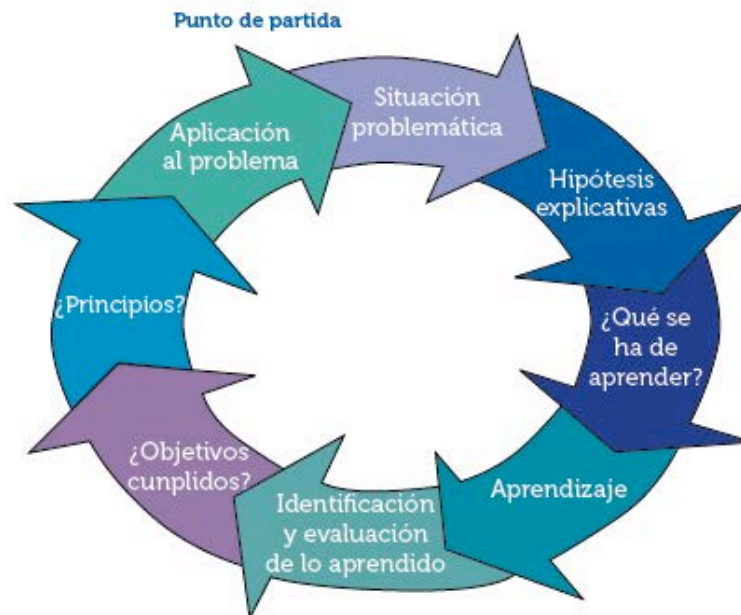 Punto de partida
Situación
problemática
Hipótesis
explicativas
¿Qué se
ha de
aprender?
Aprendizaje
Identificación
y evaluación
de lo aprendido
¿Objetivos
cunplidos?
¿Principios?
Aplicación
al problema